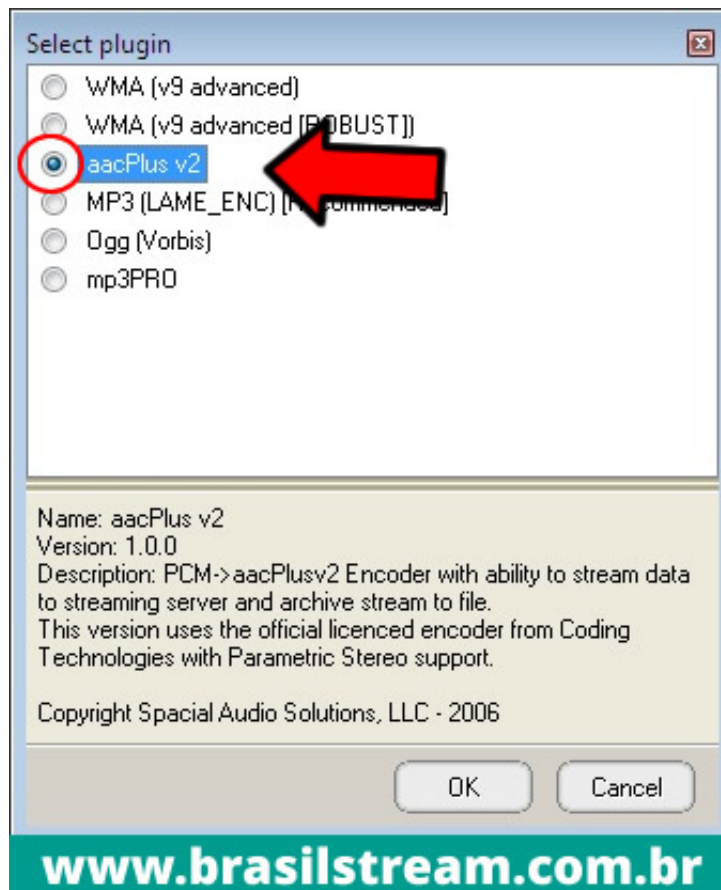 Select plugin
WMA (v9 advanced)
WMA (v9 advanced [ROBUST])
aacPlus v2
MP3 (LAME_ENC) [Recommended]
Ogg (Vorbis)
mp3PRO
Name: aacPlus v2
Version: 1.0.0
Description: PCM->aacPlusv2 Encoder with ability to stream data
to streaming server and archive stream to file.
This version uses the official licenced encoder from Coding
Technologies with Parametric Stereo support.
Copyright Spacial Audio Solutions, LLC - 2006
OK Cancel
www.brasilstream.com.br